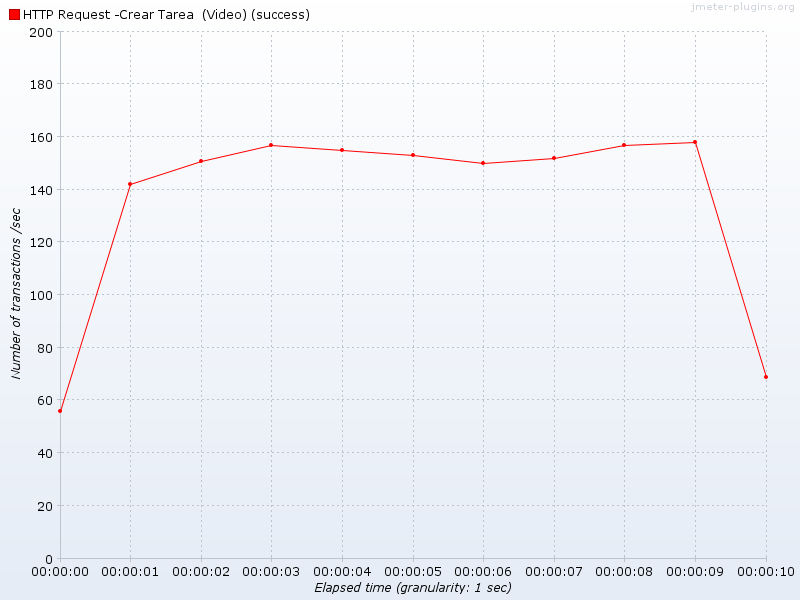 jmeter-plugins.org
HTTP Request -Crear Tarea  (Video) (success)
200
180
160
140
120
100
80
60
40
20
0
Number of transactions /sec
00:00:00 00:00:01 00:00:02 00:00:03 00:00:04 00:00:05 00:00:06 00:00:07 00:00:08 00:00:09 00:00:10
Elapsed time (granularity: 1 sec)